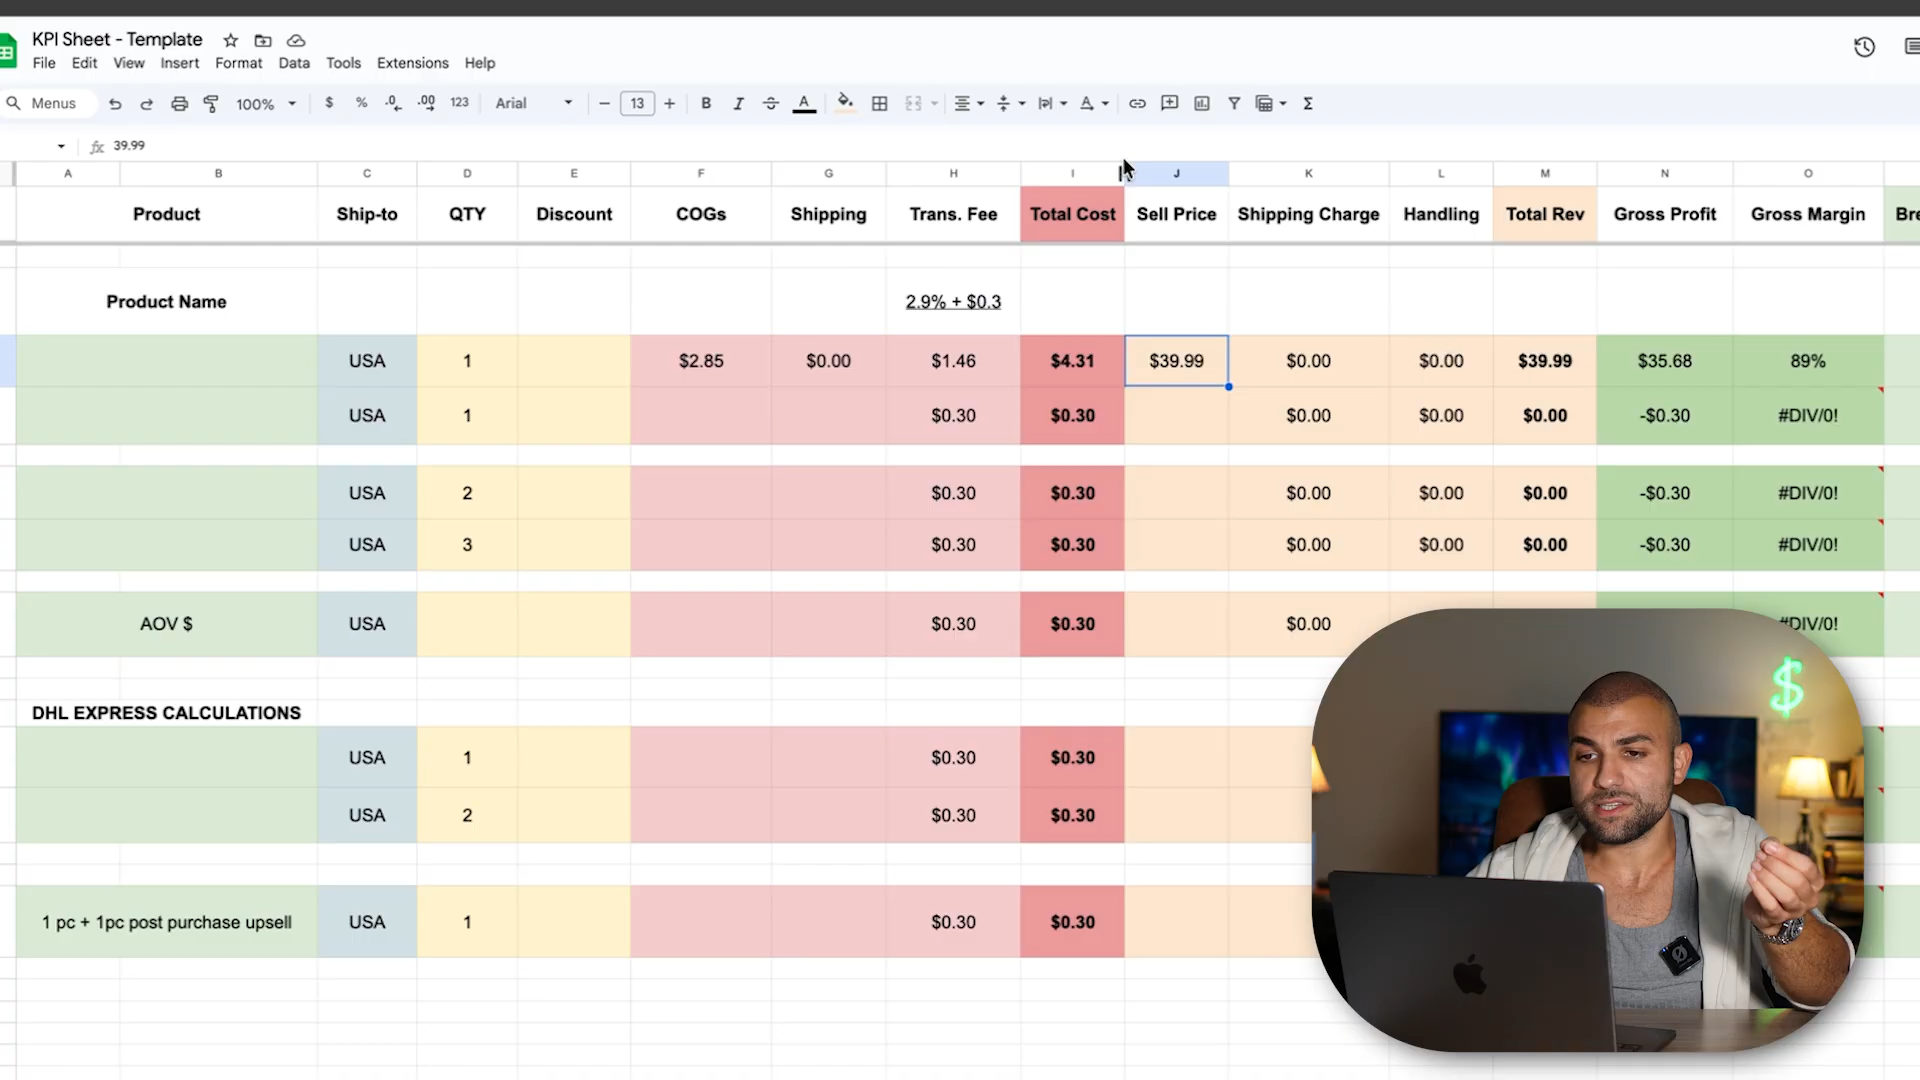 KPI Sheet - Template
File Edit View Insert Format Data Tools Extensions Help
Menus 100% $ % .0 .00 123 Arial 13 B I A
fx 39.99
A B C D E F G H I J K L M N O
Product Ship-to QTY Discount COGs Shipping Trans. Fee Total Cost Sell Price Shipping Charge Handling Total Rev Gross Profit Gross Margin
Product Name 2.9% + $0.3
USA 1 $2.85 $0.00 $1.46 $4.31 $39.99 $0.00 $0.00 $39.99 $35.68 89%
USA 1 $0.30 $0.30 $0.00 $0.00 $0.00 -$0.30 #DIV/0!
USA 2 $0.30 $0.30 $0.00 $0.00 $0.00 -$0.30 #DIV/0!
USA 3 $0.30 $0.30 $0.00 $0.00 $0.00 -$0.30 #DIV/0!
AOV $ USA $0.30 $0.30 $0.00 #DIV/0!
DHL EXPRESS CALCULATIONS
USA 1 $0.30 $0.30
USA 2 $0.30 $0.30
1 pc + 1pc post purchase upsell USA 1 $0.30 $0.30
$